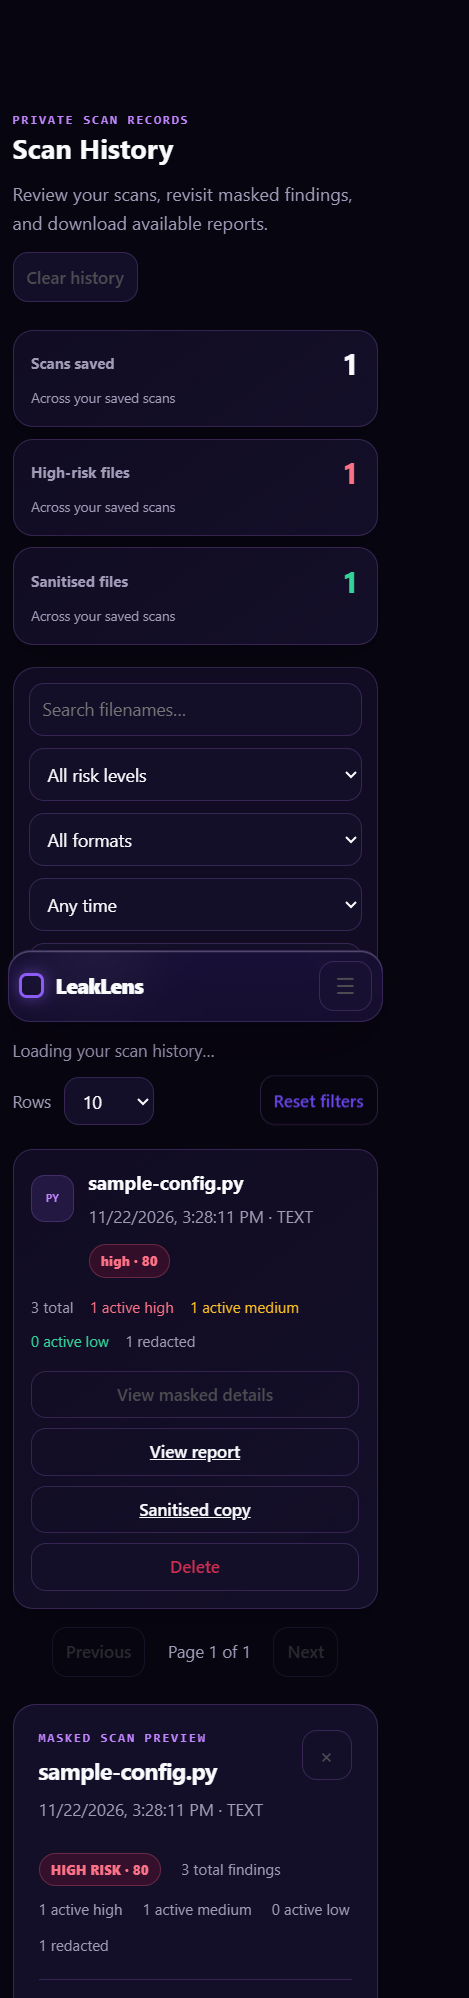 PRIVATE SCAN RECORDS
Scan History
Review your scans, revisit masked findings,
and download available reports.
Clear history
Scans saved
1
Across your saved scans
High-risk files
1
Across your saved scans
Sanitised files
1
Across your saved scans
Search filenames...
All risk levels
All formats
Any time
LeakLens
Loading your scan history...
Rows
10
Reset filters
PY
sample-config.py
11/22/2026, 3:28:11 PM · TEXT
high · 80
3 total 1 active high 1 active medium
0 active low 1 redacted
View masked details
View report
Sanitised copy
Delete
Previous Page 1 of 1 Next
MASKED SCAN PREVIEW
×
sample-config.py
11/22/2026, 3:28:11 PM · TEXT
HIGH RISK · 80 3 total findings
1 active high 1 active medium 0 active low
1 redacted